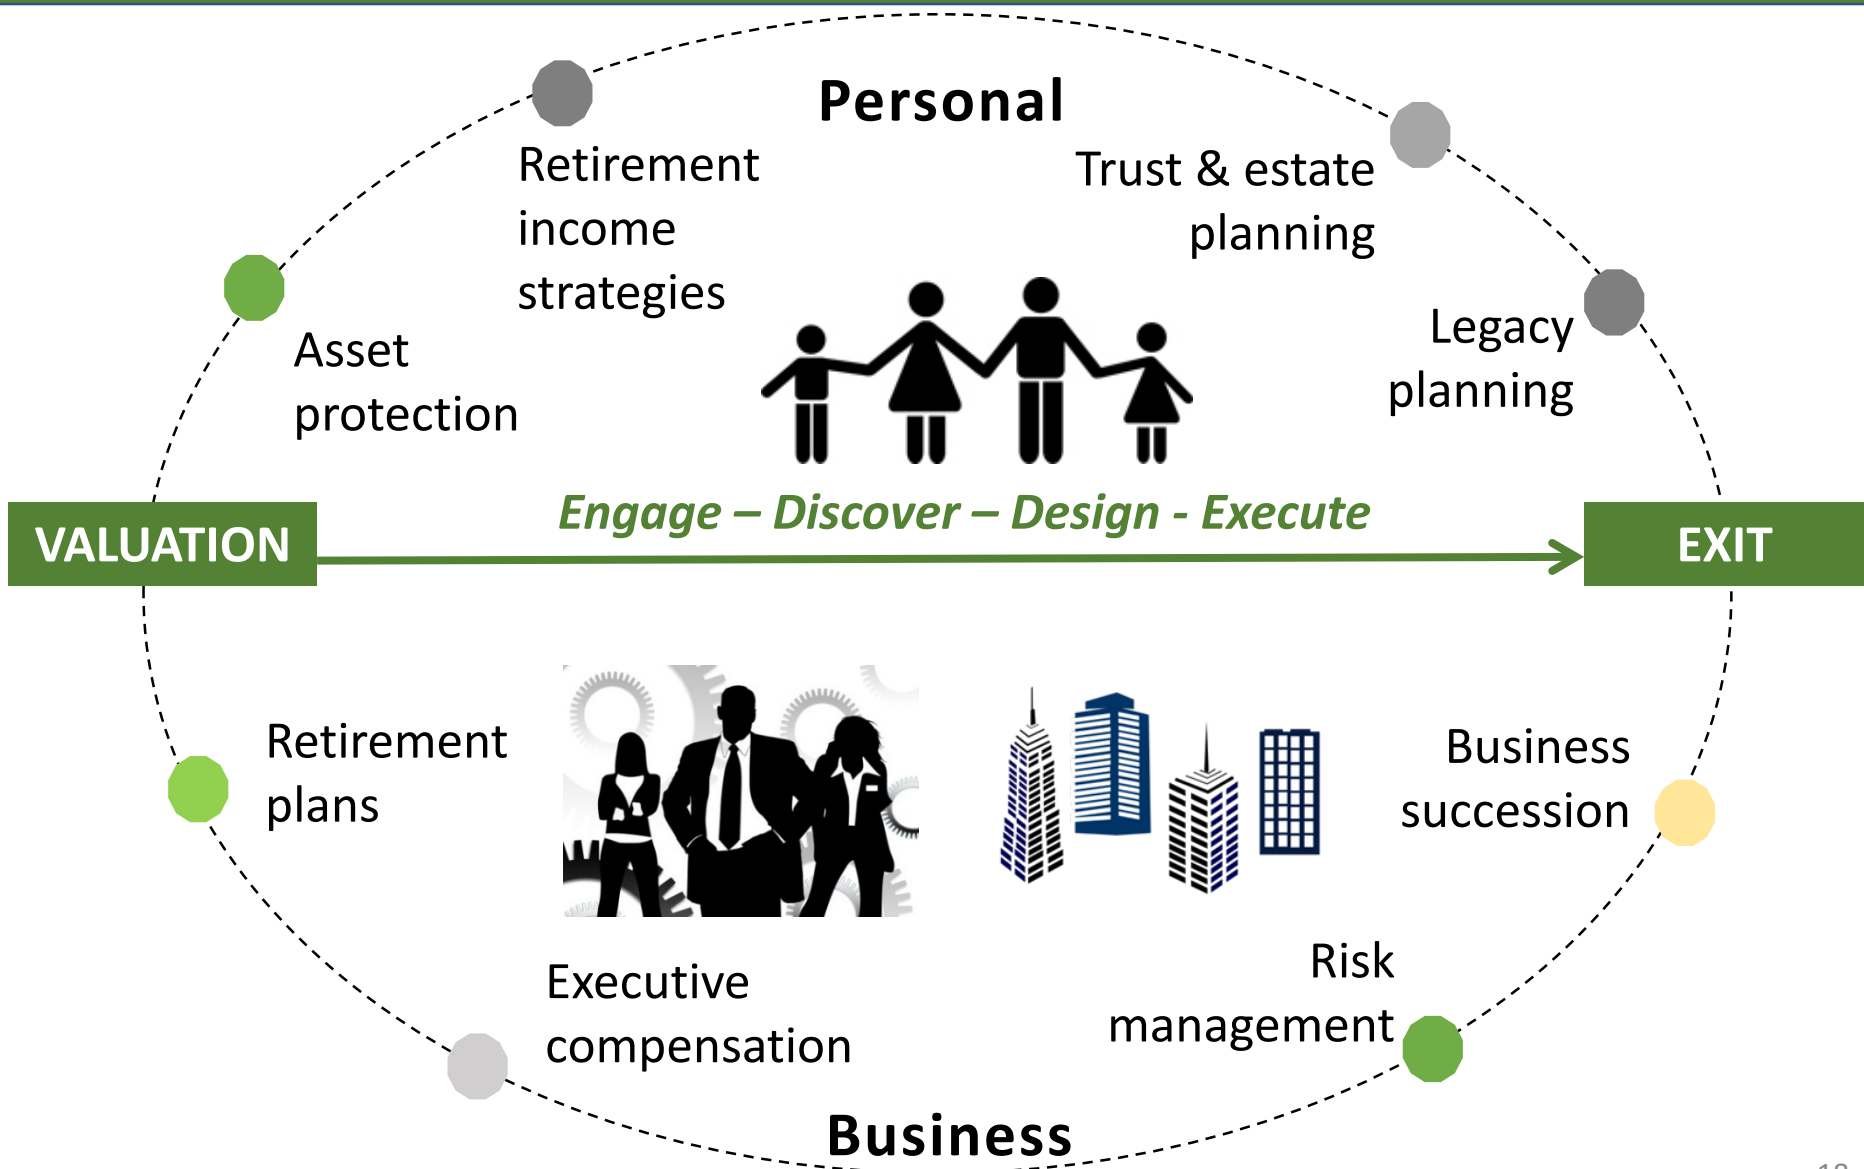 Personal
Retirement
income
strategies
Trust & estate
planning
Asset
protection
Legacy
planning
Engage – Discover – Design - Execute
VALUATION
EXIT
Retirement
plans
Business
succession
Executive
compensation
Risk
management
Business